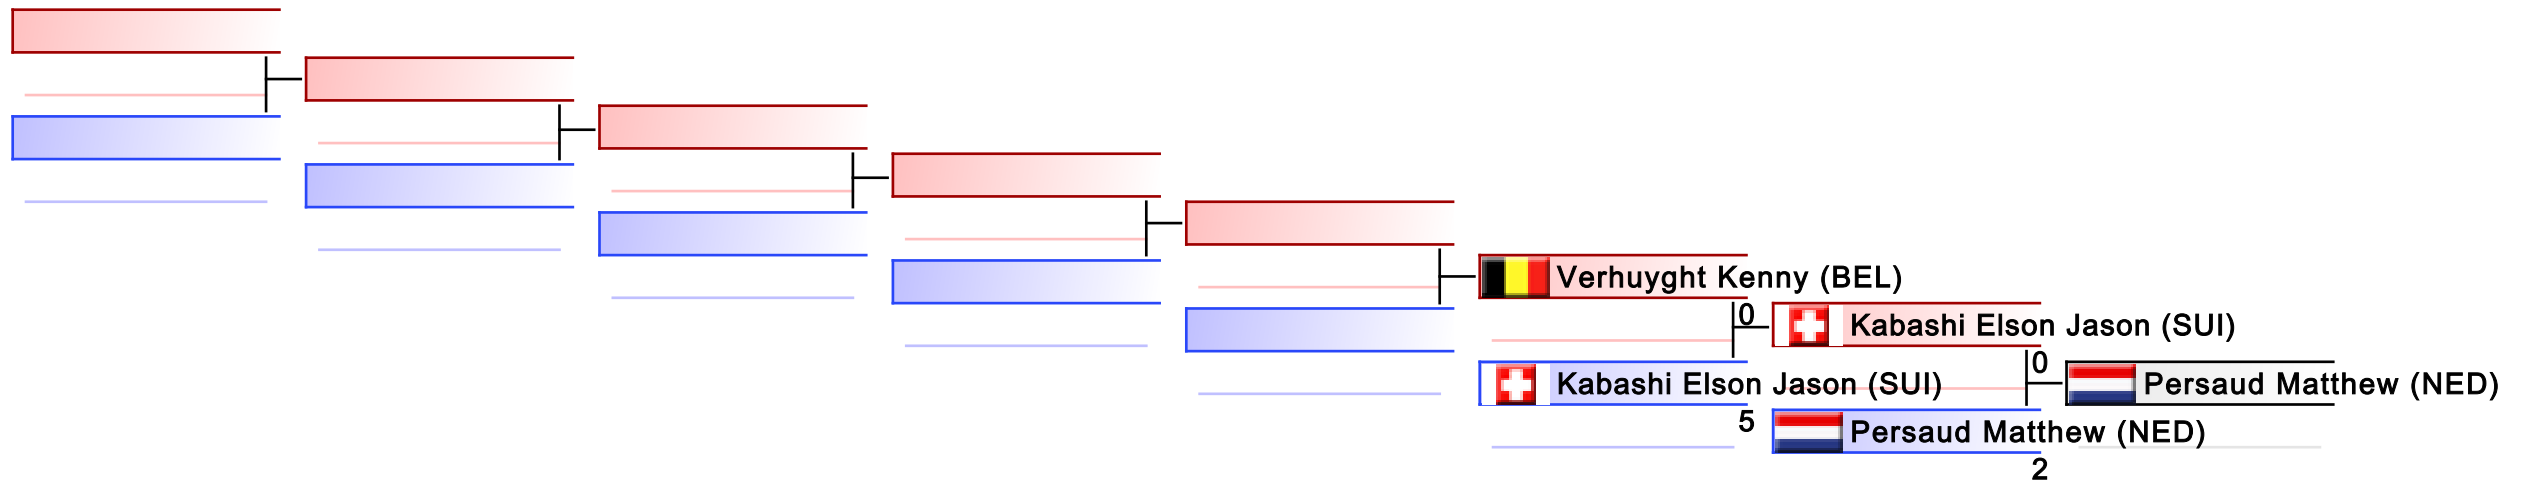 Verhuyght Kenny (BEL)
0
Kabashi Elson Jason (SUI)
5
Kabashi Elson Jason (SUI)
0
Persaud Matthew (NED)
2
Persaud Matthew (NED)